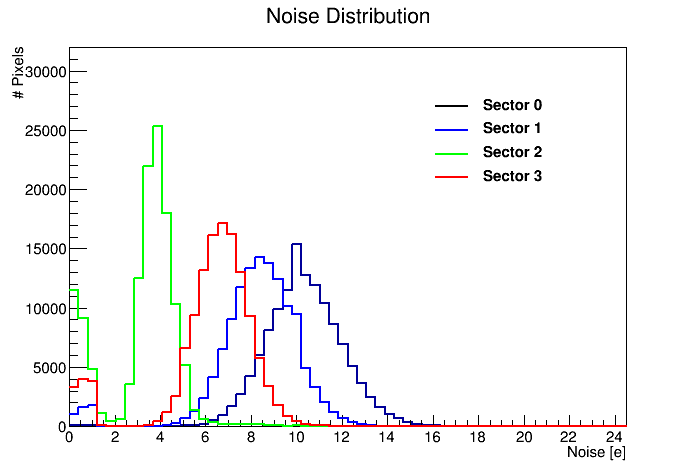 Noise Distribution
# Pixels
30000
25000
20000
15000
10000
5000
0
Sector 0
Sector 1
Sector 2
Sector 3
0 2 4 6 8 10 12 14 16 18 20 22 24
Noise [e]